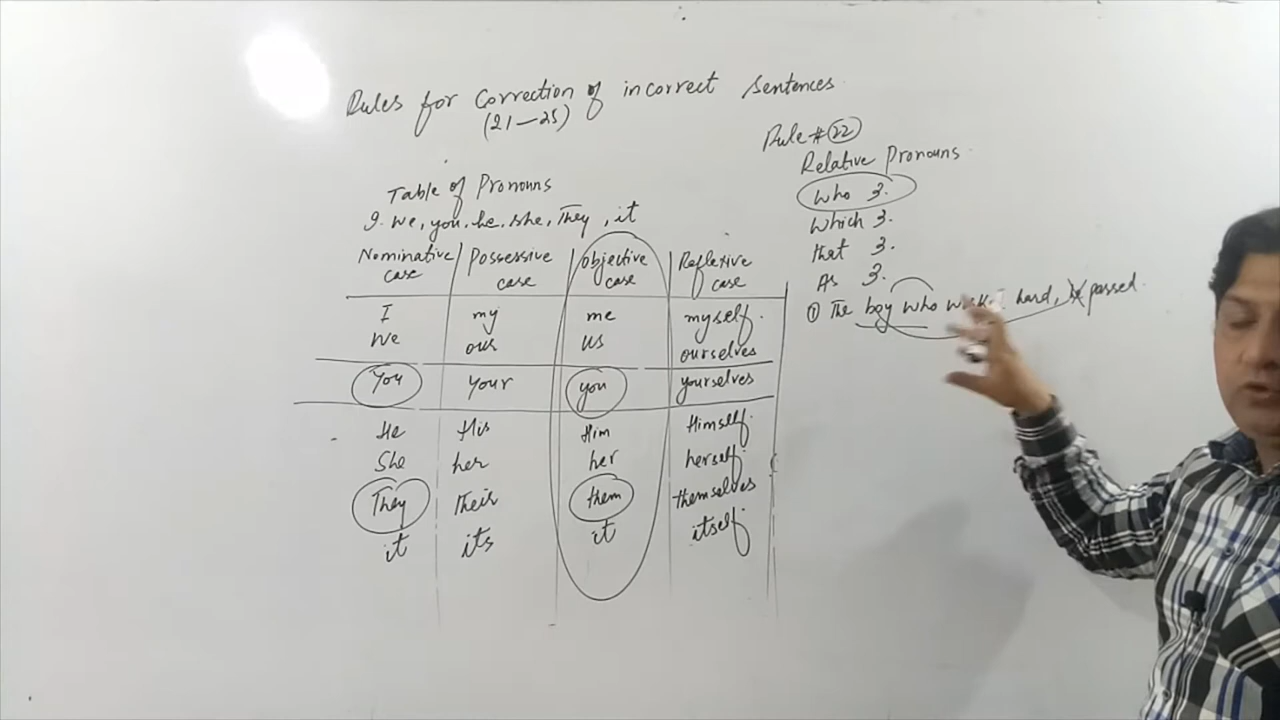 Rules for Correction of incorrect Sentences
(21-25)
Table of Pronouns
I. we, you, he, she, They, it
Nominative case | Possessive case | objective case | Reflexive case
I my me myself.
We our us ourselves
You your you yourselves
He His Him Himself.
She her her herself.
They Their them themselves
it its it itself.
Rule #22
Relative Pronouns
Who 3.
Which 3.
that 3.
As 3.
① The boy who hard, passed.